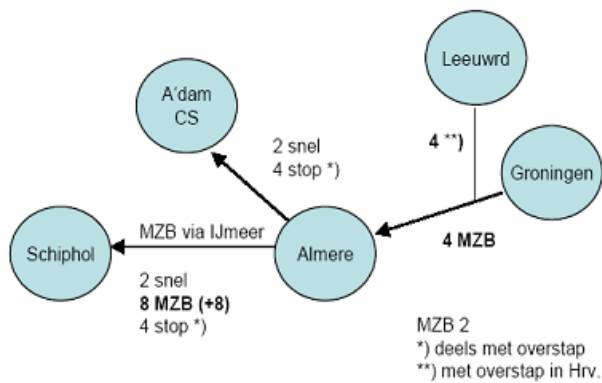 Leeuwrd
A'dam
CS
2 snel
4 stop *)
4 **)
Groningen
MZB via IJmeer
Schiphol
Almere
4 MZB
2 snel
8 MZB (+8)
4 stop *)
MZB 2
*) deels met overstap
**) met overstap in Hrv.